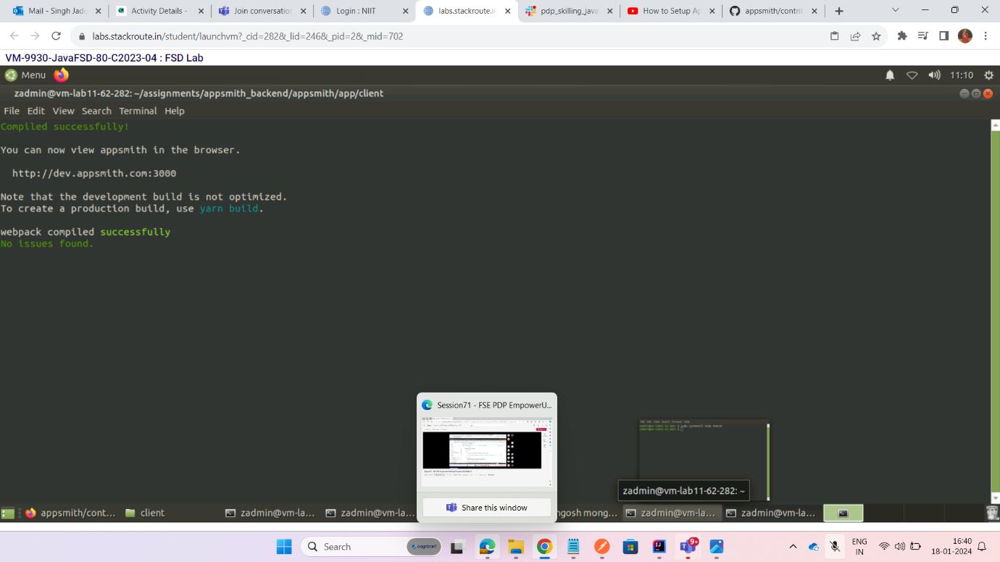 Mail - Singh Jadc
Activity Details -
Join conversation
Login : NIIT
labs.stackroute.in
pdp_skilling_java
How to Setup Ap
appsmith/contrib
labs.stackroute.in/student/launchvm?_cid=282&_lid=246&_pid=2&_mid=702
VM-9930-JavaFSD-80-C2023-04 : FSD Lab
Menu
11:10
zadmin@vm-lab11-62-282: ~/assignments/appsmith_backend/appsmith/app/client
File Edit View Search Terminal Help
Compiled successfully!
You can now view appsmith in the browser.
http://dev.appsmith.com:3000
Note that the development build is not optimized.
To create a production build, use yarn build.
webpack compiled successfully
No issues found.
Session71 - FSE PDP EmpowerU...
Share this window
zadmin@vm-lab11-62-282: ~
appsmith/cont...
client
zadmin@vm-la...
zadmin@vm-la...
ngosh mong...
zadmin@vm-la...
zadmin@vm-la...
Search
cognizant
9+
ENG
IN
16:40
18-01-2024